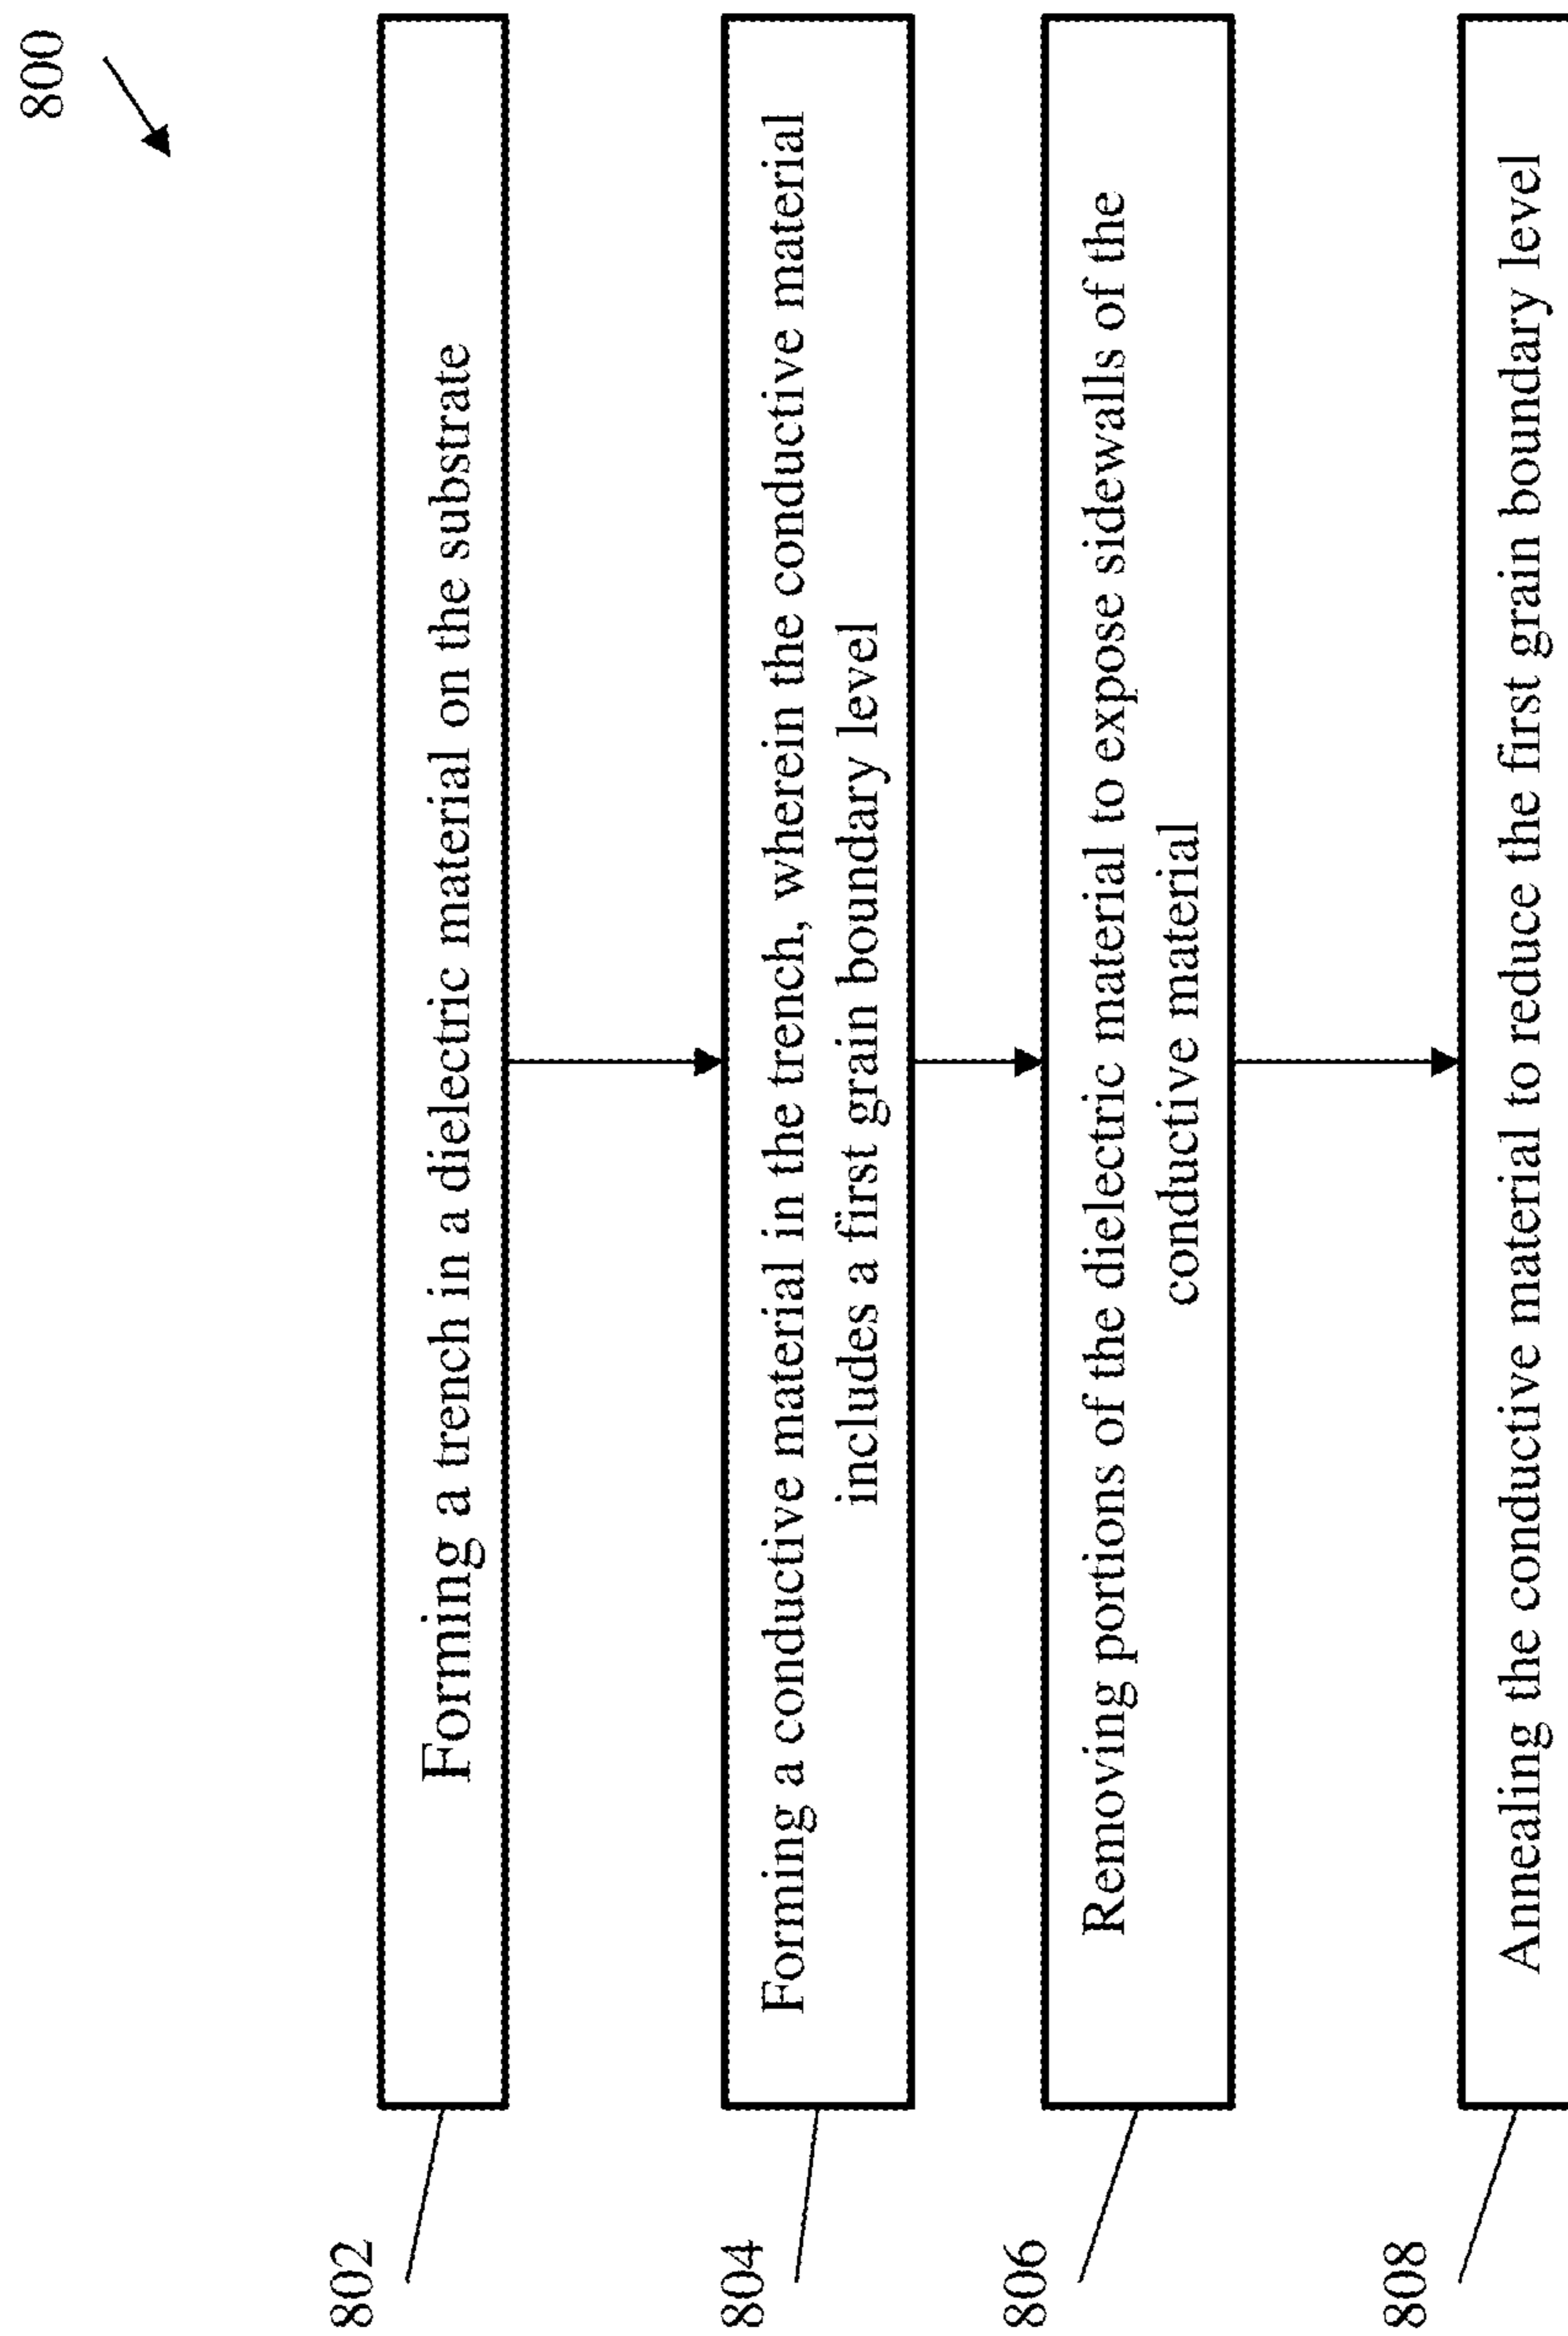 800
802
Forming a trench in a dielectric material on the substrate
804
Forming a conductive material in the trench, wherein the conductive material
includes a first grain boundary level
806
Removing portions of the dielectric material to expose sidewalls of the
conductive material
808
Annealing the conductive material to reduce the first grain boundary level